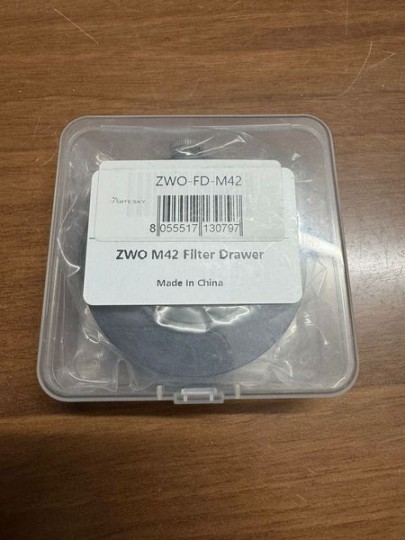 ZWO-FD-M42
8 055517 130797
ZWO M42 Filter Drawer
Made in China